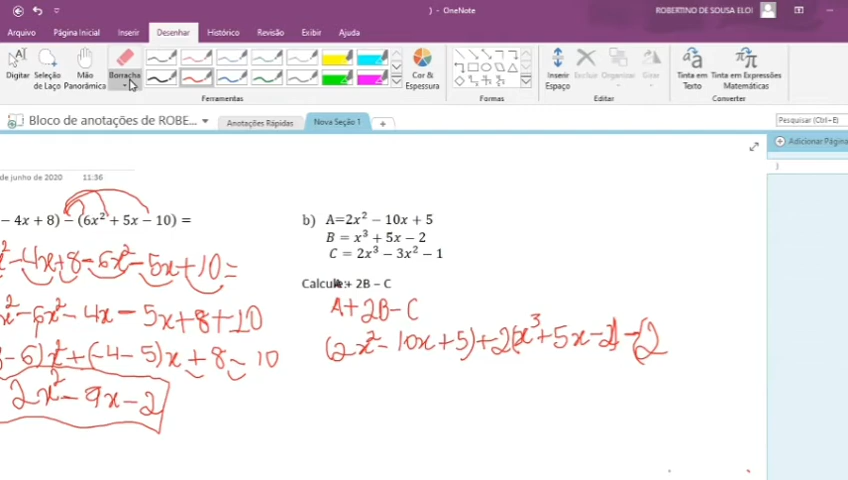 ) - OneNote
ROBERTINO DE SOUSA ELOI
Arquivo Página Inicial Inserir Desenhar Histórico Revisão Exibir Ajuda
Digitar
Seleção de Laço
Mão Panorâmica
Borracha
Cor & Espessura
Inserir Espaço
Excluir
Organizar
Girar
Tinta em Texto
Tinta em Expressões Matemáticas
Ferramentas Formas Editar Converter
Bloco de anotações de ROBE... Anotações Rápidas Nova Seção 1 +
Pesquisar (Ctrl+E)
Adicionar Página
de junho de 2020 11:36
- 4x + 8) - (6x² + 5x - 10) =
x² - 4x + 8 - 6x² - 5x + 10 =
x² - 6x² - 4x - 5x + 8 + 10
- 6)x² + (-4 - 5)x + 8 - 10
2x² - 9x - 2
b) A=2x² - 10x + 5
B = x³ + 5x - 2
C = 2x³ - 3x² - 1
+ 2B - C
A + 2B - C
(2x² - 10x + 5) + 2(x³ + 5x - 2) - (2